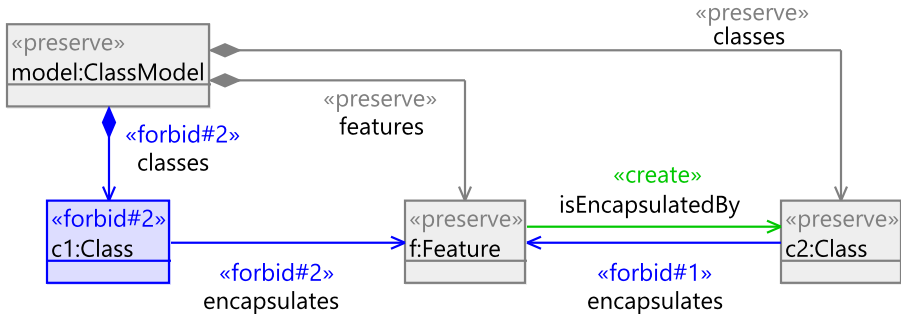 «preserve»
classes
«preserve»
model:ClassModel
«preserve»
features
«forbid#2»
classes
«create»
isEncapsulatedBy
«forbid#2»
c1:Class
«preserve»
f:Feature
«preserve»
c2:Class
«forbid#2»
encapsulates
«forbid#1»
encapsulates